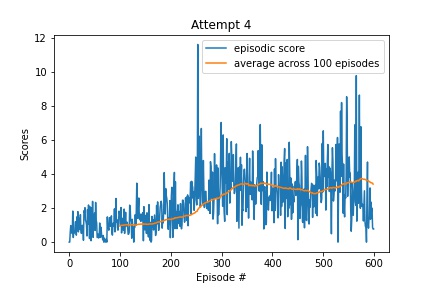 Attempt 4
episodic score
average across 100 episodes
12
10
8
6
4
2
0
Scores
0 100 200 300 400 500 600
Episode #